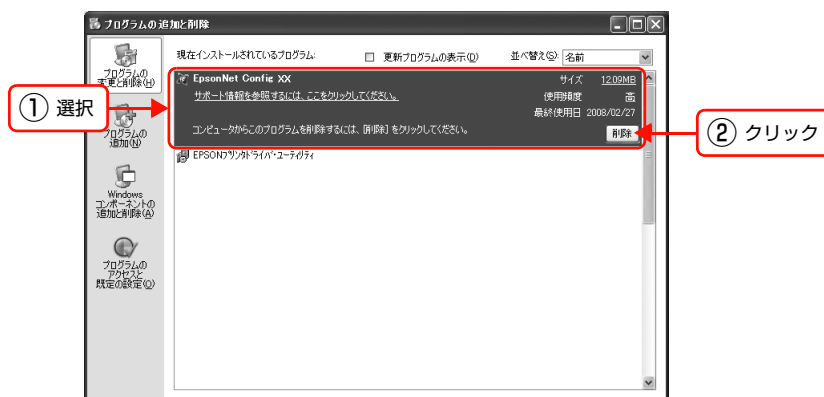 プログラムの追加と削除
現在インストールされているプログラム:
更新プログラムの表示(D)
並べ替え(S):
名前
プログラムの
変更と削除(H)
プログラムの
追加(N)
Windows
コンポーネントの
追加と削除(A)
プログラムの
アクセスと
既定の設定(O)
EpsonNet Config XX
サイズ 12.09MB
サポート情報を参照するには、ここをクリックしてください。
使用頻度 高
最終使用日 2008/02/27
コンピュータからこのプログラムを削除するには、[削除] をクリックしてください。
削除
EPSONプリンタドライバ・ユーティリティ
① 選択
② クリック